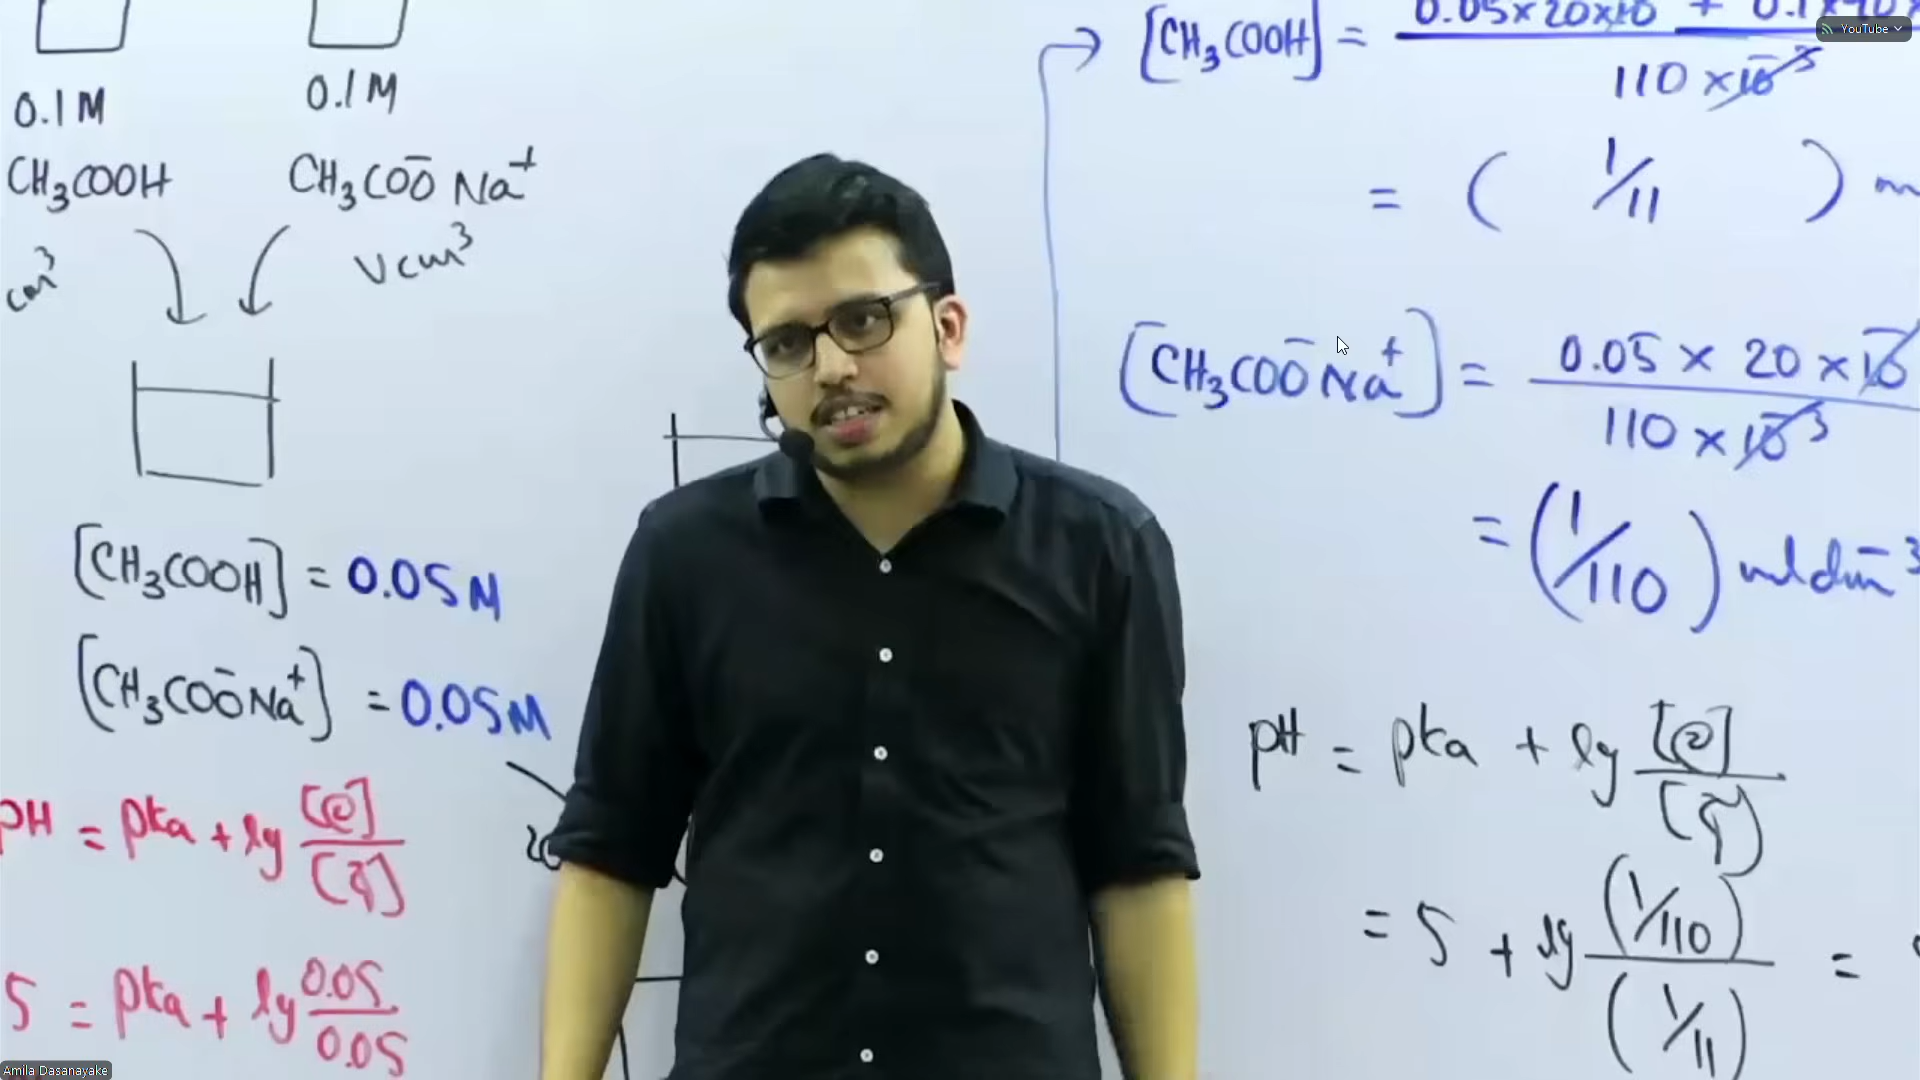 0.1M
0.1M
CH₃COOH
CH₃COO⁻Na⁺
cm³
Vcm³
[CH₃COOH] = 0.05M
[CH₃COO⁻Na⁺] = 0.05M
pH = pKa + lg
5 = pKa + lg 0.05/0.05
20
[CH₃COOH] =
110 × 10⁻³
= ( 1/11 )
[CH₃COO⁻Na⁺] = 0.05 × 20 × 10
110 × 10⁻³
= (1/110) moldm⁻³
pH = pKa + lg
= 5 + lg (1/110)/(1/11) =
YouTube
Amila Dasanayake